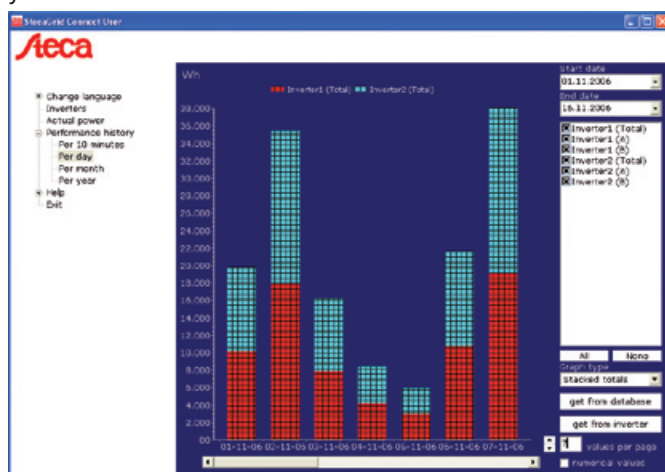 y
StecaGrid Connect User
Steca
Change language
Inverters
Actual power
Performance history
Per 10 minutes
Per day
Per month
Per year
Help
Exit
Wh
Inverter1 (Total) Inverter2 (Total)
38.000
36.000
34.000
32.000
30.000
28.000
26.000
24.000
22.000
20.000
18.000
16.000
14.000
12.000
10.000
8.000
6.000
4.000
2.000
00
01-11-06 02-11-06 03-11-06 04-11-06 05-11-06 06-11-06 07-11-06
Start date
01.11.2006
End date
16.11.2006
Inverter1 (Total)
Inverter1 (A)
Inverter1 (B)
Inverter2 (Total)
Inverter2 (A)
Inverter2 (B)
All None
Graph type
Stacked totals
get from database
get from invertor
values per page
numerical values